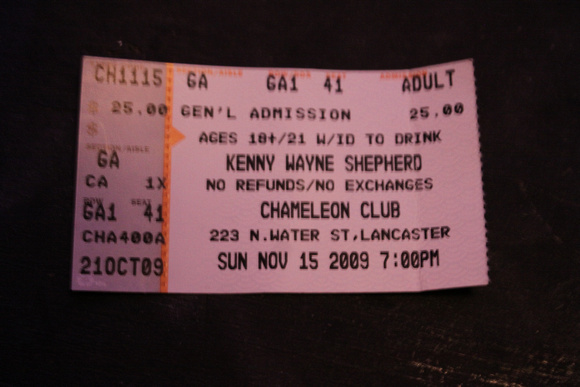 CH1115 GA GA1 41 ADULT
$ 25.00 GEN'L ADMISSION 25.00
$ AGES 18+/21 W/ID TO DRINK
GA KENNY WAYNE SHEPHERD
CA 1X NO REFUNDS/NO EXCHANGES
GA1 41 CHAMELEON CLUB
CHA400A 223 N.WATER ST,LANCASTER
21OCT09 SUN NOV 15 2009 7:00PM